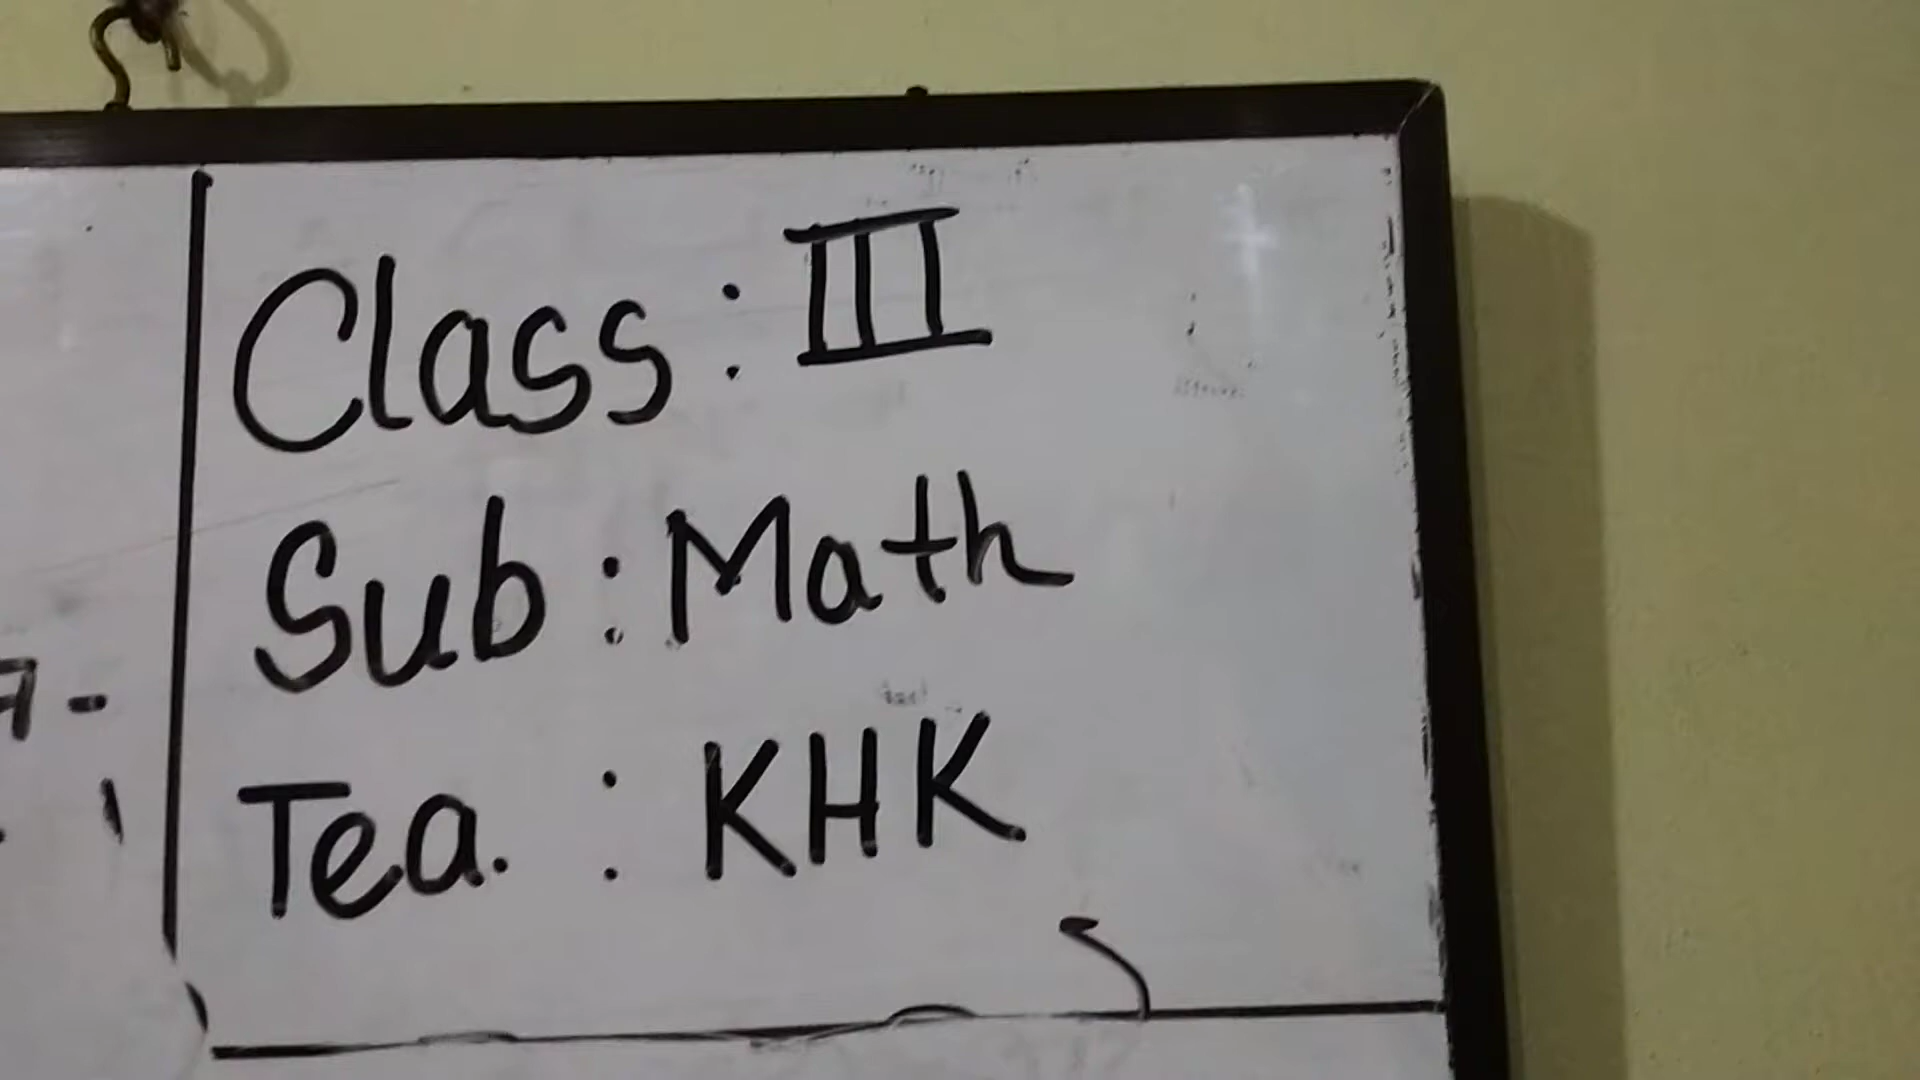 Class : III
Sub : Math
Tea. : KHK